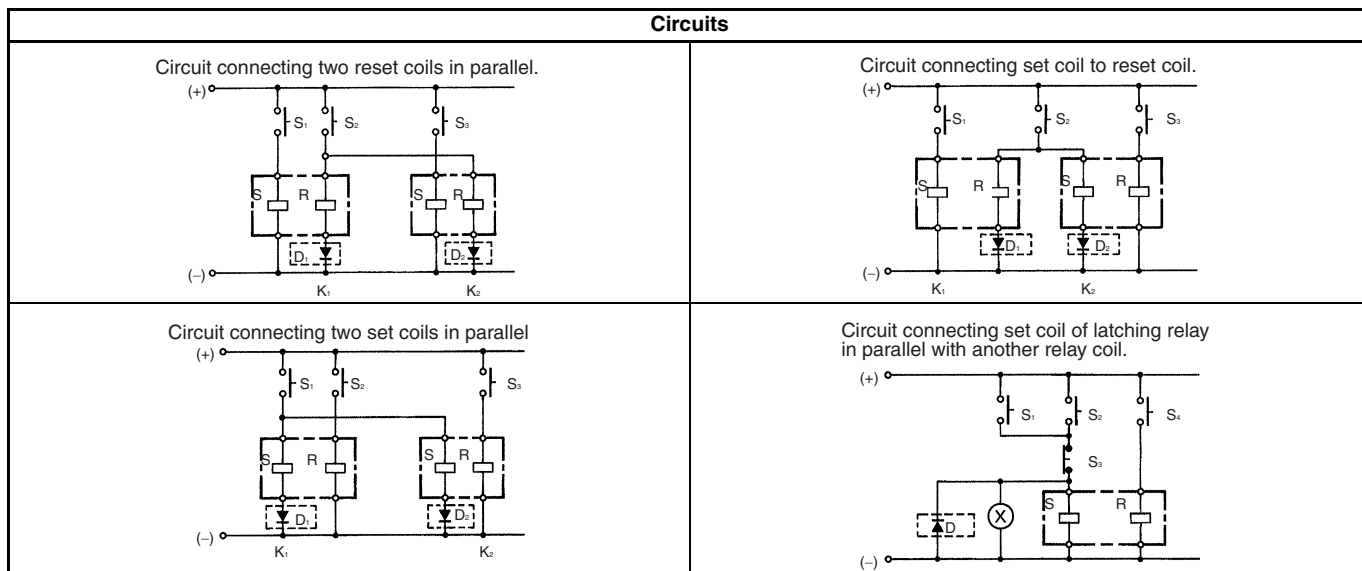 Circuits
Circuit connecting two reset coils in parallel.
(+)
S₁ S₂ S₃
S R S R
D₁ D₂
(−)
K₁ K₂
Circuit connecting set coil to reset coil.
(+)
S₁ S₂ S₃
S R S R
D₁ D₂
(−)
K₁ K₂
Circuit connecting two set coils in parallel
(+)
S₁ S₂ S₃
S R S R
D₁ D₂
(−)
K₁ K₂
Circuit connecting set coil of latching relay
in parallel with another relay coil.
(+)
S₁ S₂ S₄
S₃
S R
D X
(−)